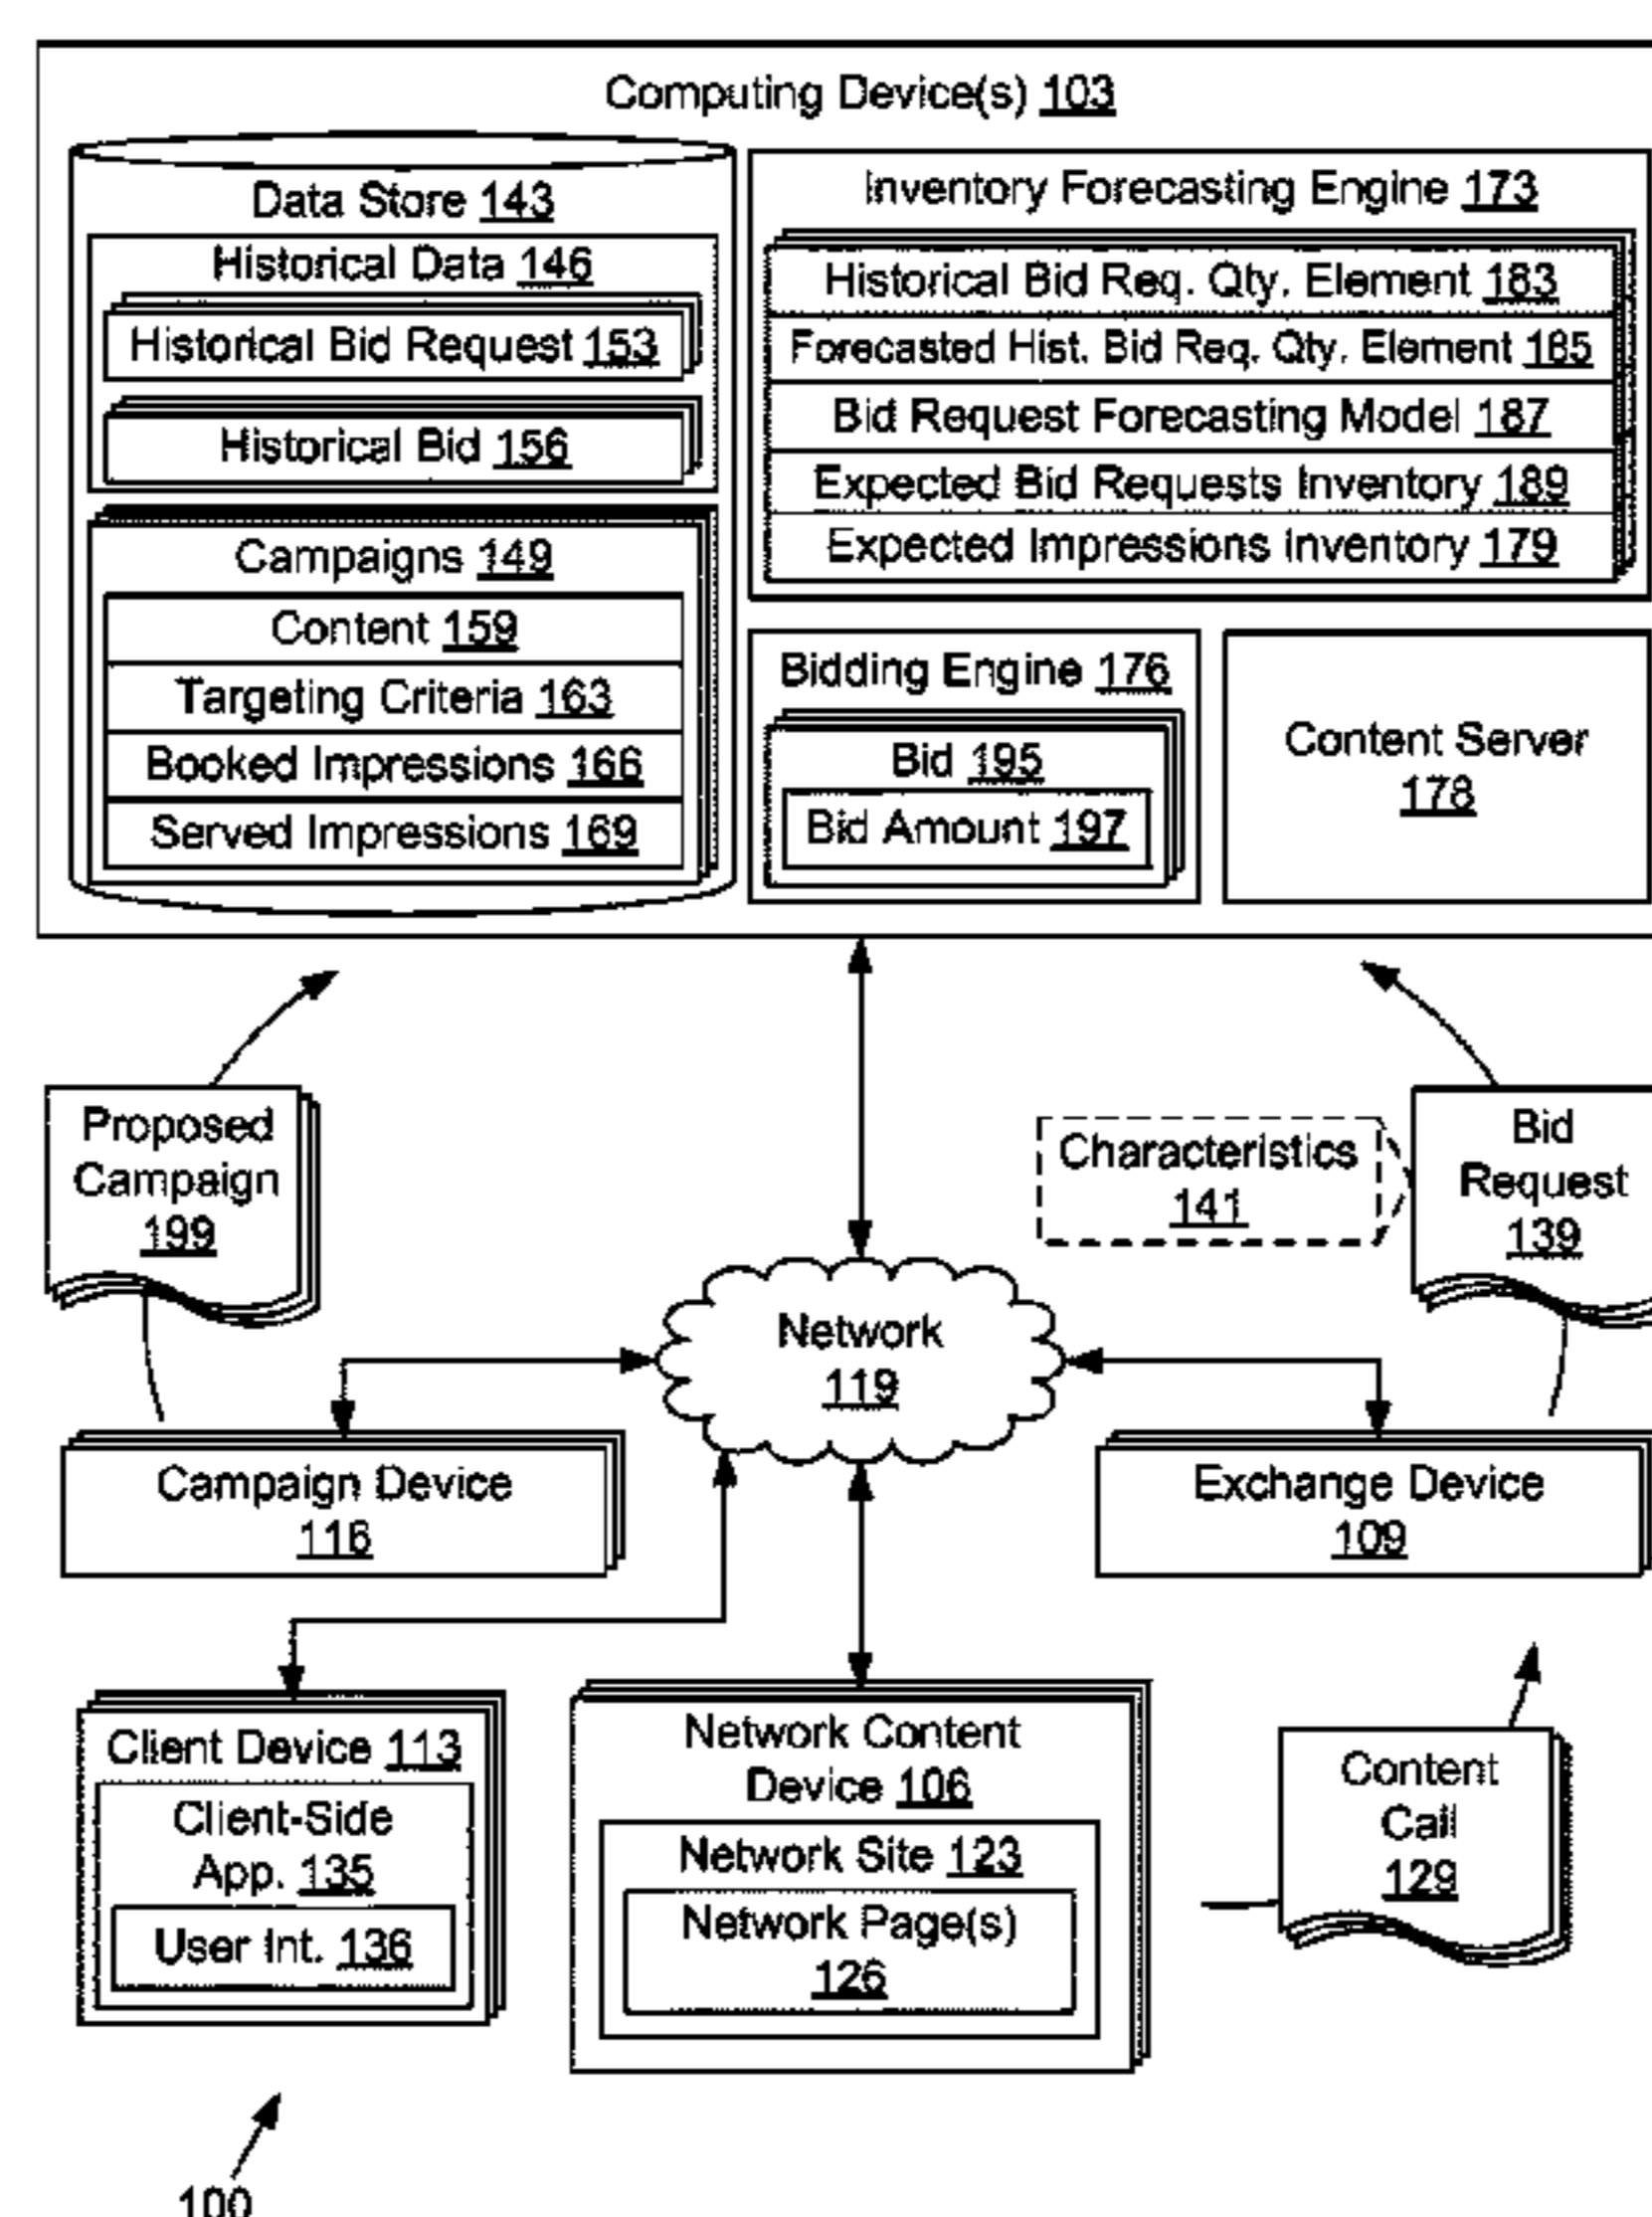 Computing Device(s) 103
Data Store 143
Historical Data 146
Historical Bid Request 153
Historical Bid 156
Campaigns 149
Content 159
Targeting Criteria 163
Booked Impressions 166
Served Impressions 169
Inventory Forecasting Engine 173
Historical Bid Req. Qty. Element 183
Forecasted Hist. Bid Req. Qty. Element 185
Bid Request Forecasting Model 187
Expected Bid Requests Inventory 189
Expected Impressions Inventory 179
Bidding Engine 176
Bid 195
Bid Amount 197
Content Server
178
Proposed
Campaign
199
Characteristics
141
Bid
Request
139
Network
119
Campaign Device
116
Exchange Device
109
Client Device 113
Client-Side
App. 135
User Int. 136
Network Content
Device 106
Network Site 123
Network Page(s)
126
Content
Call
129
100